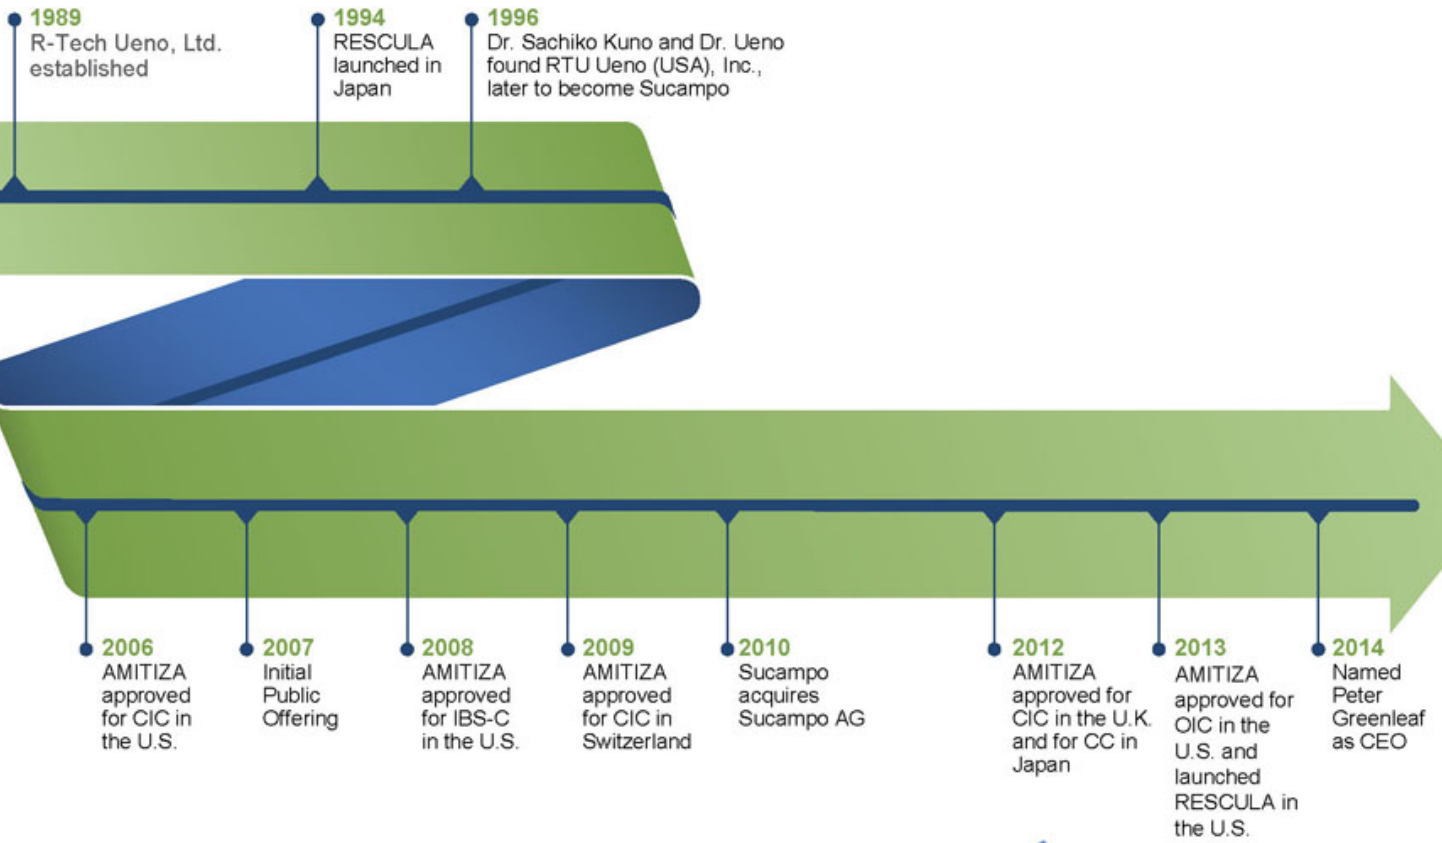 1989
R-Tech Ueno, Ltd.
established
1994
RESCULA
launched in
Japan
1996
Dr. Sachiko Kuno and Dr. Ueno
found RTU Ueno (USA), Inc.,
later to become Sucampo
2006
AMITIZA
approved
for CIC in
the U.S.
2007
Initial
Public
Offering
2008
AMITIZA
approved
for IBS-C
in the U.S.
2009
AMITIZA
approved
for CIC in
Switzerland
2010
Sucampo
acquires
Sucampo AG
2012
AMITIZA
approved for
CIC in the U.K.
and for CC in
Japan
2013
AMITIZA
approved for
OIC in the
U.S. and
launched
RESCULA in
the U.S.
2014
Named
Peter
Greenleaf
as CEO